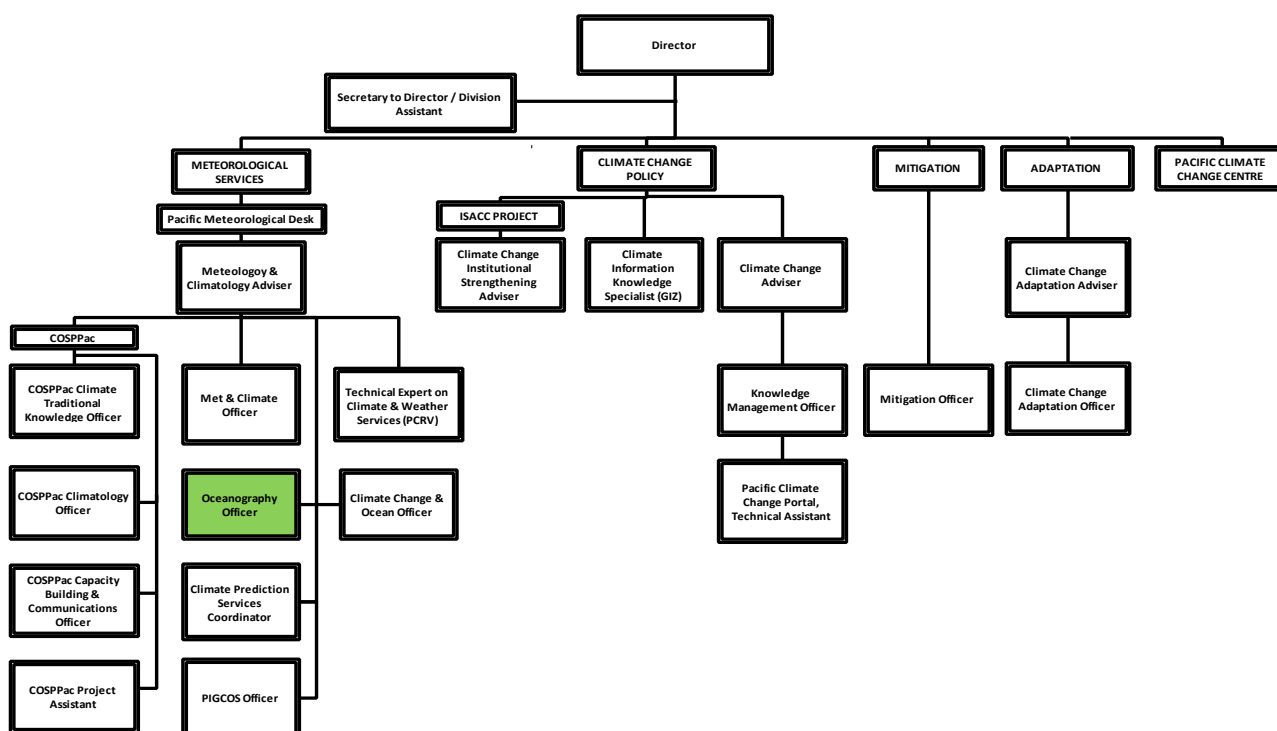 Director
Secretary to Director / Division
Assistant
METEOROLOGICAL
SERVICES
CLIMATE CHANGE
POLICY
MITIGATION
ADAPTATION
PACIFIC CLIMATE
CHANGE CENTRE
Pacific Meteorological Desk
ISACC PROJECT
Meteologoy &
Climatology Adviser
Climate Change
Institutional
Strengthening
Adviser
Climate
Information
Knowledge
Specialist (GIZ)
Climate Change
Adviser
Climate Change
Adaptation Adviser
COSPPac
COSPPac Climate
Traditional
Knowledge Officer
Met & Climate
Officer
Technical Expert on
Climate & Weather
Services (PCRV)
Knowledge
Management Officer
Mitigation Officer
Climate Change
Adaptation Officer
COSPPac Climatology
Officer
Oceanography
Officer
Climate Change &
Ocean Officer
Pacific Climate
Change Portal,
Technical Assistant
COSPPac Capacity
Building &
Communications
Officer
Climate Prediction
Services
Coordinator
COSPPac Project
Assistant
PIGCOS Officer